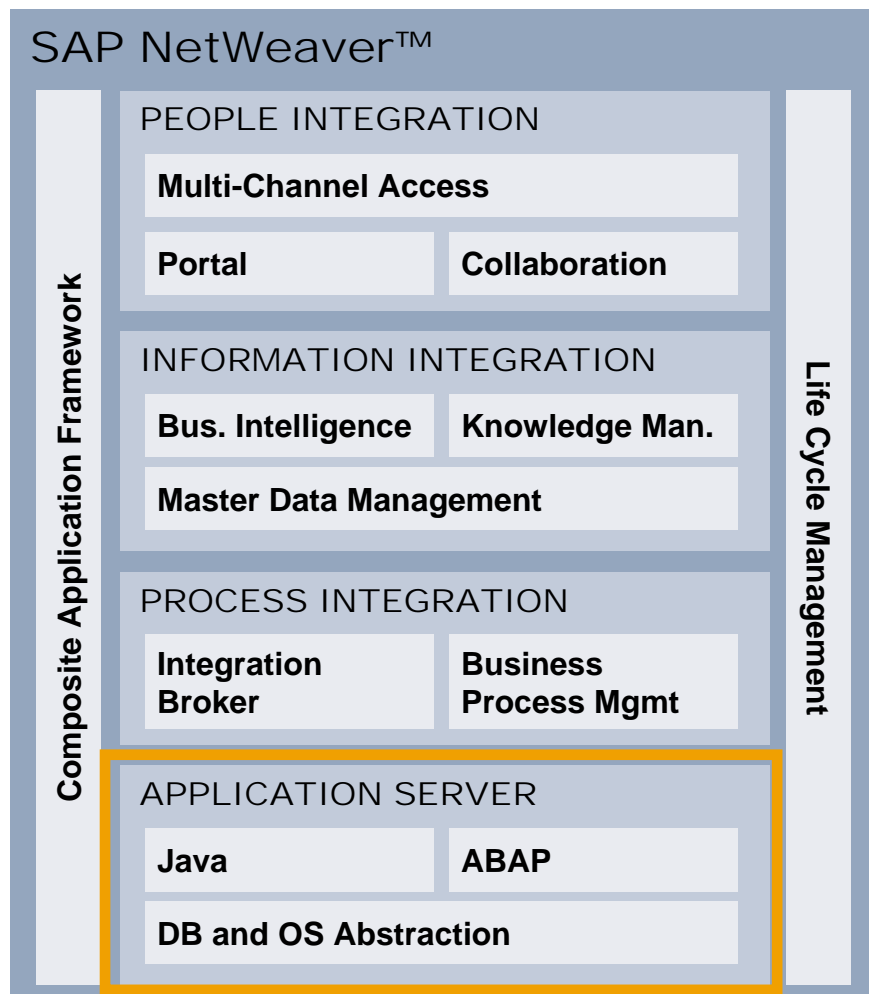 SAP NetWeaver™
PEOPLE INTEGRATION
Multi-Channel Access
Portal
Collaboration
INFORMATION INTEGRATION
Bus. Intelligence
Knowledge Man.
Master Data Management
PROCESS INTEGRATION
Integration
Broker
Business
Process Mgmt
APPLICATION SERVER
Java
ABAP
DB and OS Abstraction
Composite Application Framework
Life Cycle Management